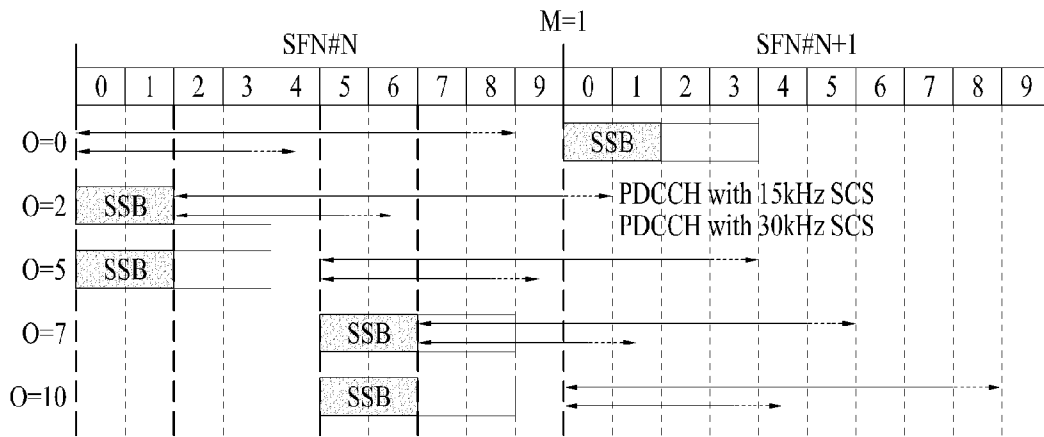 M=1
SFN#N SFN#N+1
0 1 2 3 4 5 6 7 8 9 0 1 2 3 4 5 6 7 8 9
O=0 SSB
O=2 SSB PDCCH with 15kHz SCS
PDCCH with 30kHz SCS
O=5 SSB
O=7 SSB
O=10 SSB